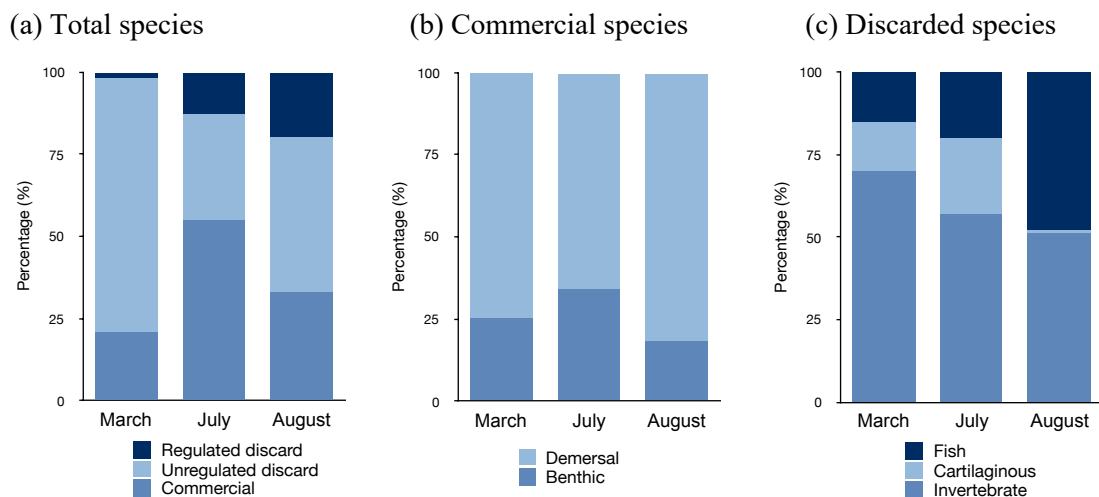 (a) Total species
Percentage (%)
100
75
50
25
0
March July August
Regulated discard
Unregulated discard
Commercial
(b) Commercial species
Percentage (%)
100
75
50
25
0
March July August
Demersal
Benthic
(c) Discarded species
Percentage (%)
100
75
50
25
0
March July August
Fish
Cartilaginous
Invertebrate